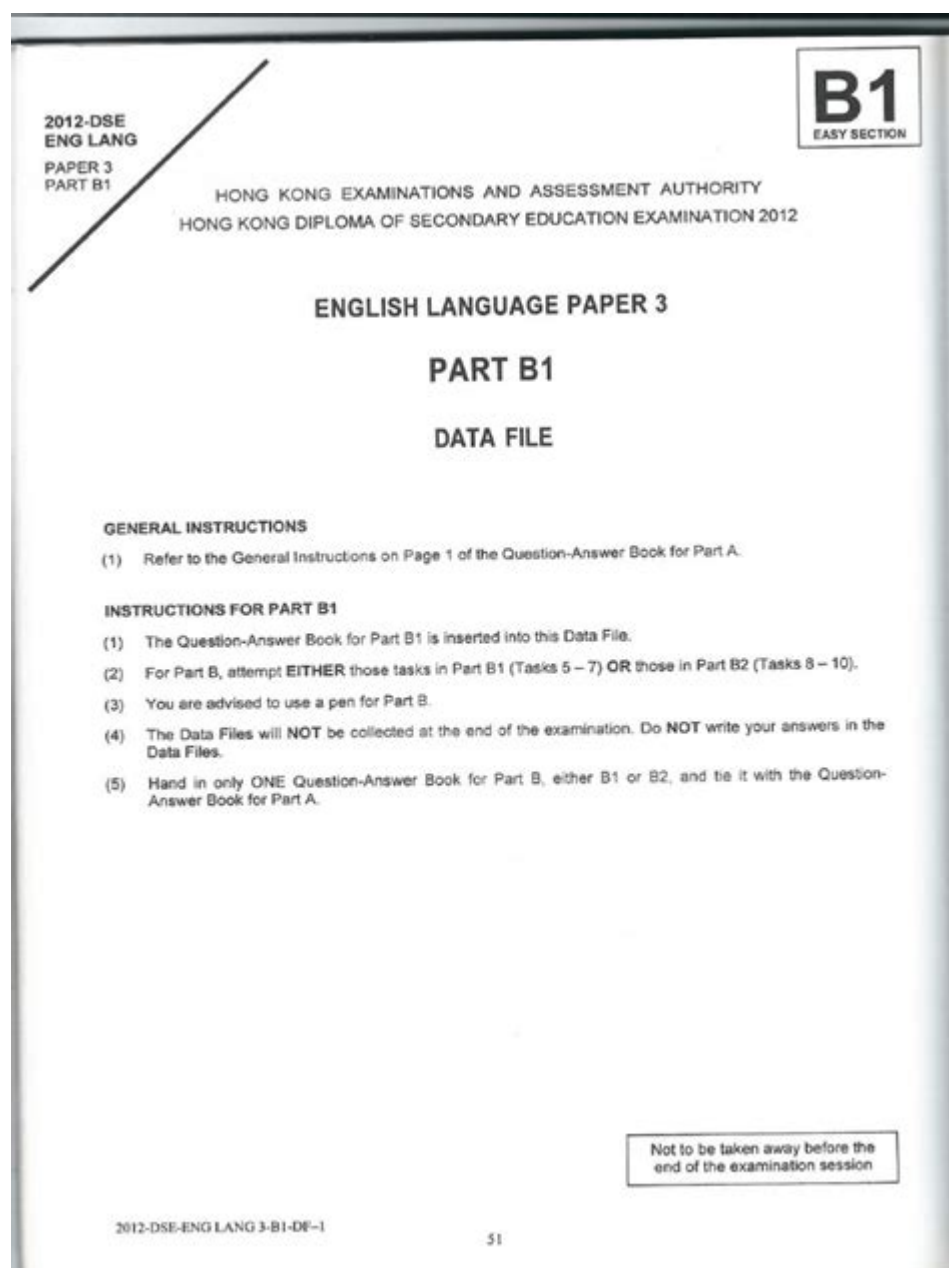 2012-DSE
ENG LANG
PAPER 3
PART B1
B1
EASY SECTION
HONG KONG EXAMINATIONS AND ASSESSMENT AUTHORITY
HONG KONG DIPLOMA OF SECONDARY EDUCATION EXAMINATION 2012
ENGLISH LANGUAGE PAPER 3
PART B1
DATA FILE
GENERAL INSTRUCTIONS
(1) Refer to the General Instructions on Page 1 of the Question-Answer Book for Part A.
INSTRUCTIONS FOR PART B1
(1) The Question-Answer Book for Part B1 is inserted into this Data File.
(2) For Part B, attempt EITHER those tasks in Part B1 (Tasks 5 – 7) OR those in Part B2 (Tasks 8 – 10).
(3) You are advised to use a pen for Part B.
(4) The Data Files will NOT be collected at the end of the examination. Do NOT write your answers in the
Data Files.
(5) Hand in only ONE Question-Answer Book for Part B, either B1 or B2, and tie it with the Question-
Answer Book for Part A.
Not to be taken away before the
end of the examination session
2012-DSE-ENG LANG 3-B1-DF–1
51